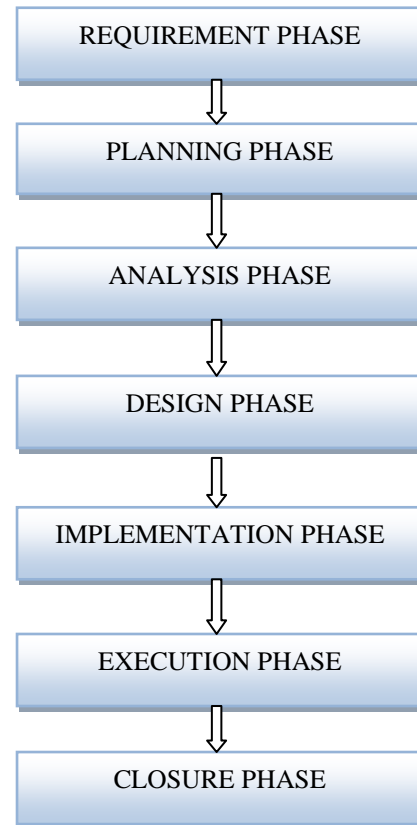 REQUIREMENT PHASE
PLANNING PHASE
ANALYSIS PHASE
DESIGN PHASE
IMPLEMENTATION PHASE
EXECUTION PHASE
CLOSURE PHASE